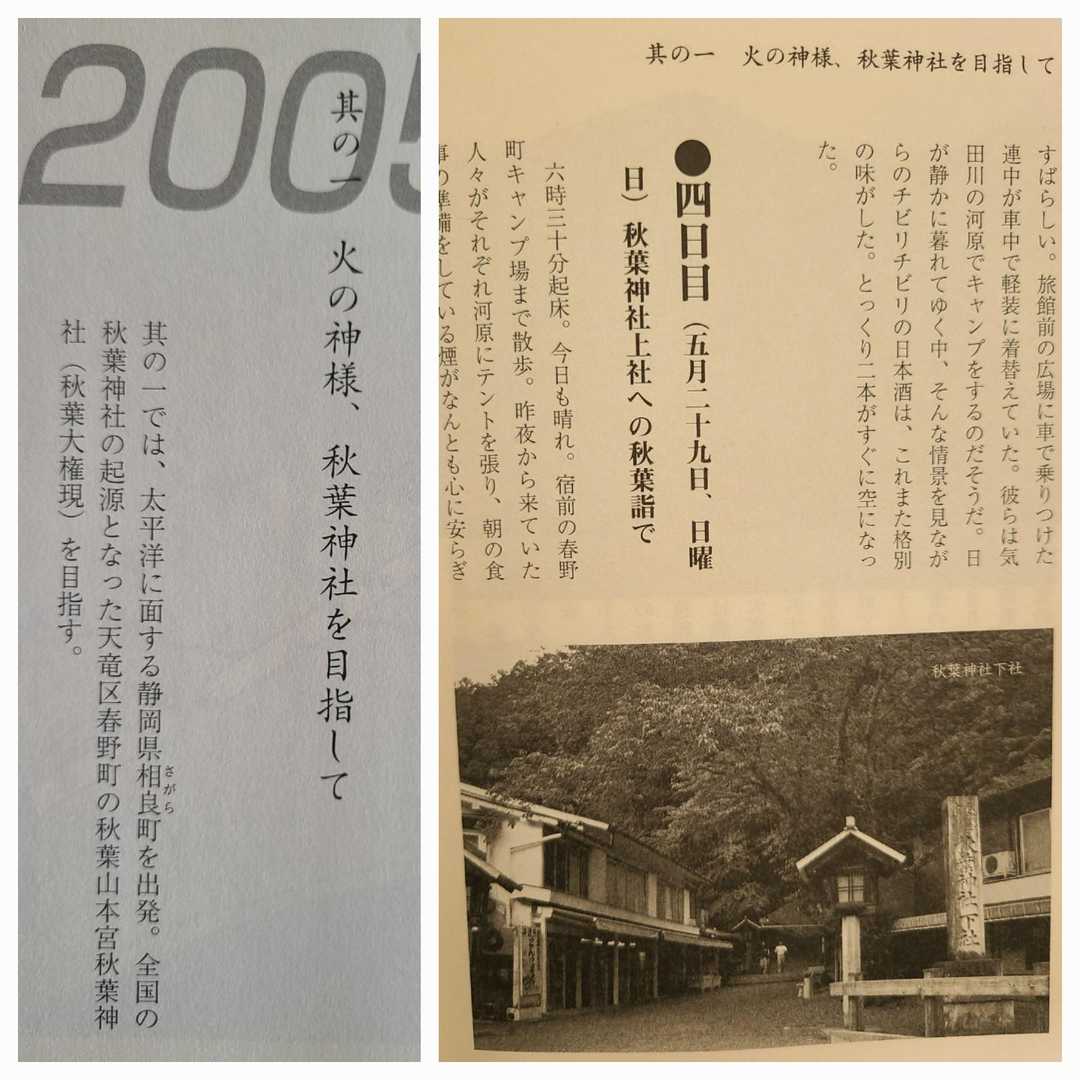 2005
其の一　火の神様、秋葉神社を目指して
其の一では、太平洋に面する静岡県相良町を出発。全国の
さがら
秋葉神社の起源となった天竜区春野町の秋葉山本宮秋葉神
社（秋葉大権現）を目指す。
其の一　火の神様、秋葉神社を目指して
すばらしい。旅館前の広場に車で乗りつけた
連中が車中で軽装に着替えていた。彼らは気
田川の河原でキャンプをするのだそうだ。日
が静かに暮れてゆく中、そんな情景を見なが
らのチビリチビリの日本酒は、これまた格別
の味がした。とっくり二本がすぐに空になっ
た。
●四日目（五月二十九日、日曜
日）秋葉神社上社への秋葉詣で
六時三十分起床。今日も晴れ。宿前の春野
町キャンプ場まで散歩。昨夜から来ていた
人々がそれぞれ河原にテントを張り、朝の食
事の準備をしている煙がなんとも心に安らぎ
秋葉神社下社
秋葉神社下社